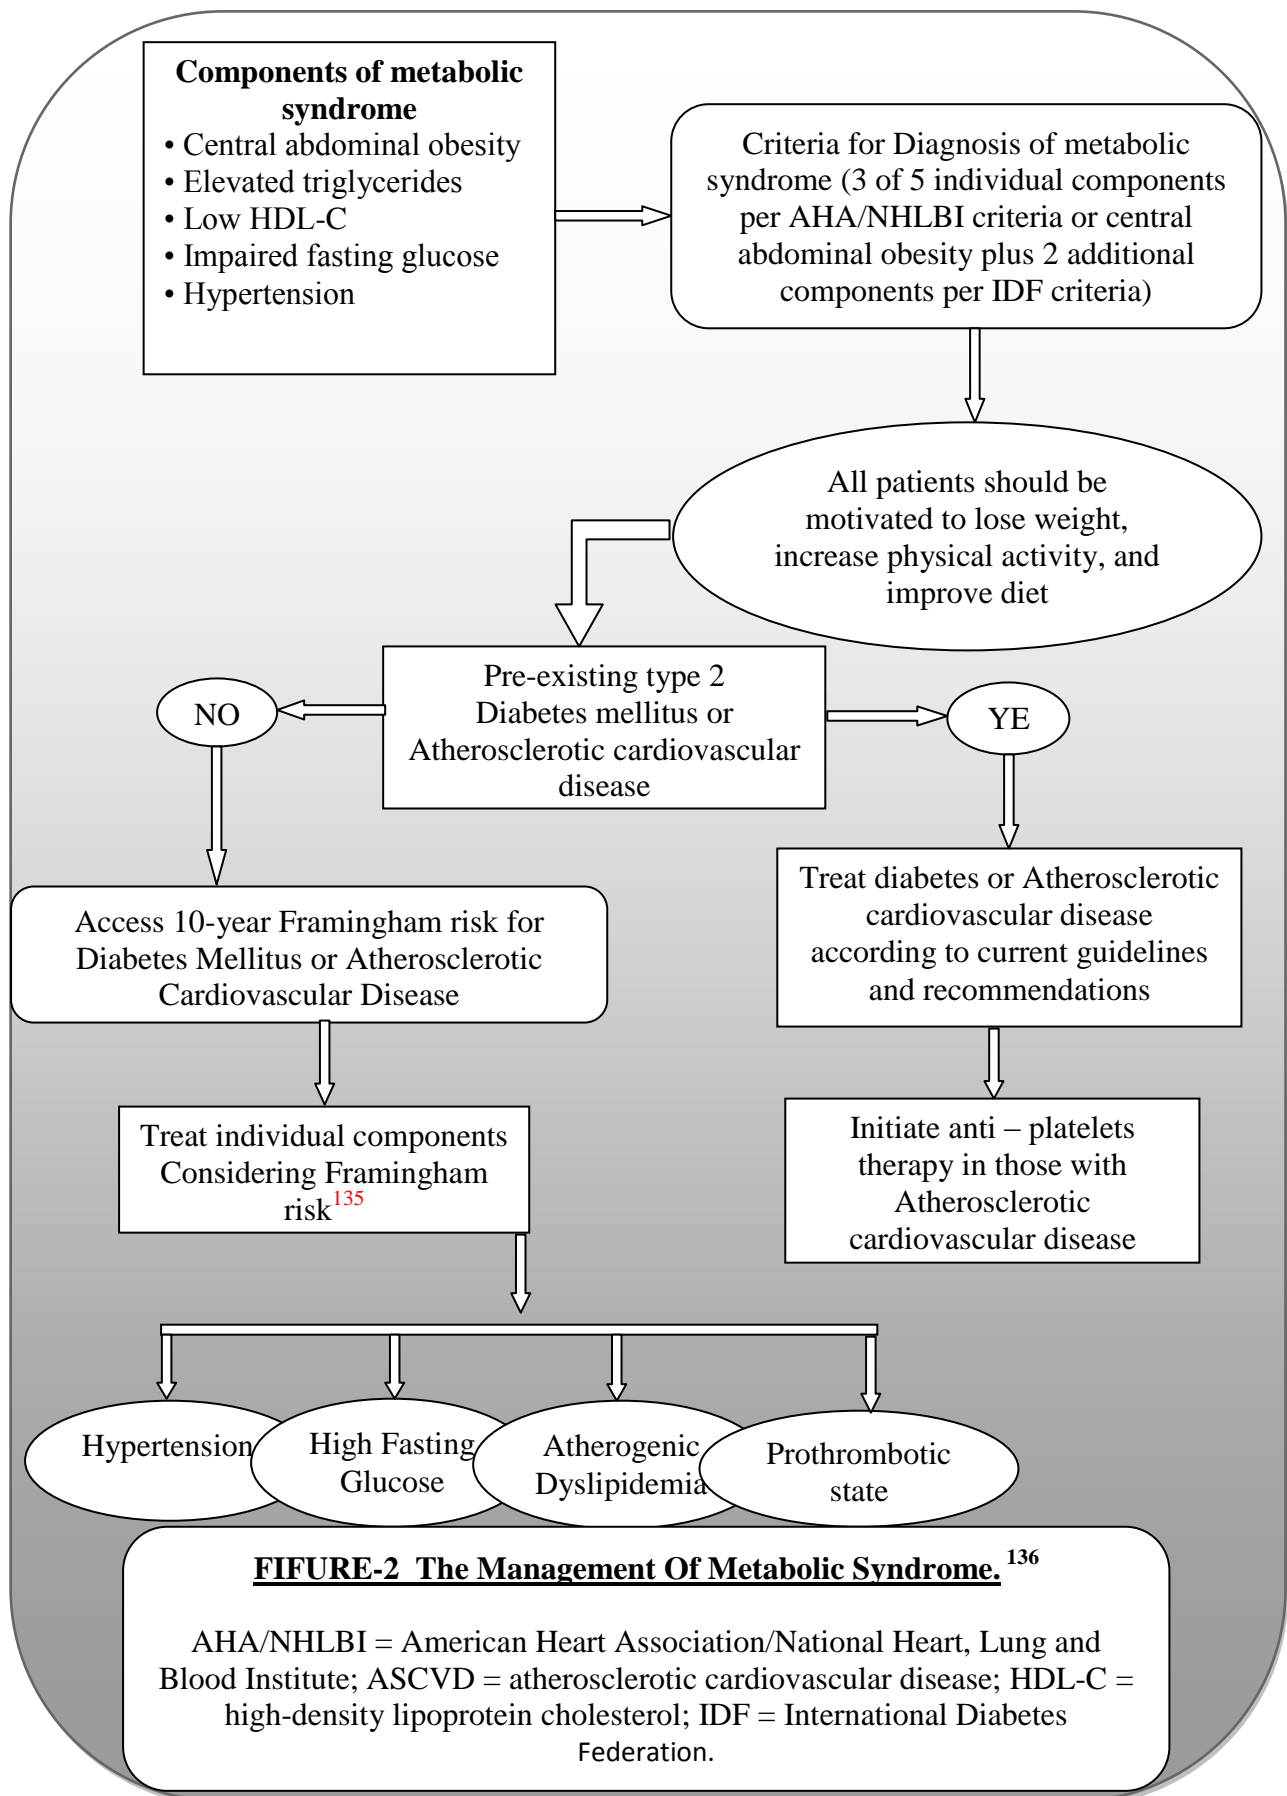 Components of metabolic
syndrome
• Central abdominal obesity
• Elevated triglycerides
• Low HDL-C
• Impaired fasting glucose
• Hypertension
Criteria for Diagnosis of metabolic
syndrome (3 of 5 individual components
per AHA/NHLBI criteria or central
abdominal obesity plus 2 additional
components per IDF criteria)
All patients should be
motivated to lose weight,
increase physical activity, and
improve diet
Pre-existing type 2
Diabetes mellitus or
Atherosclerotic cardiovascular
disease
NO
YE
Access 10-year Framingham risk for
Diabetes Mellitus or Atherosclerotic
Cardiovascular Disease
Treat diabetes or Atherosclerotic
cardiovascular disease
according to current guidelines
and recommendations
Treat individual components
Considering Framingham
risk135
Initiate anti – platelets
therapy in those with
Atherosclerotic
cardiovascular disease
Hypertension
High Fasting
Glucose
Atherogenic
Dyslipidemia
Prothrombotic
state
FIFURE-2 The Management Of Metabolic Syndrome. 136
AHA/NHLBI = American Heart Association/National Heart, Lung and
Blood Institute; ASCVD = atherosclerotic cardiovascular disease; HDL-C =
high-density lipoprotein cholesterol; IDF = International Diabetes
Federation.